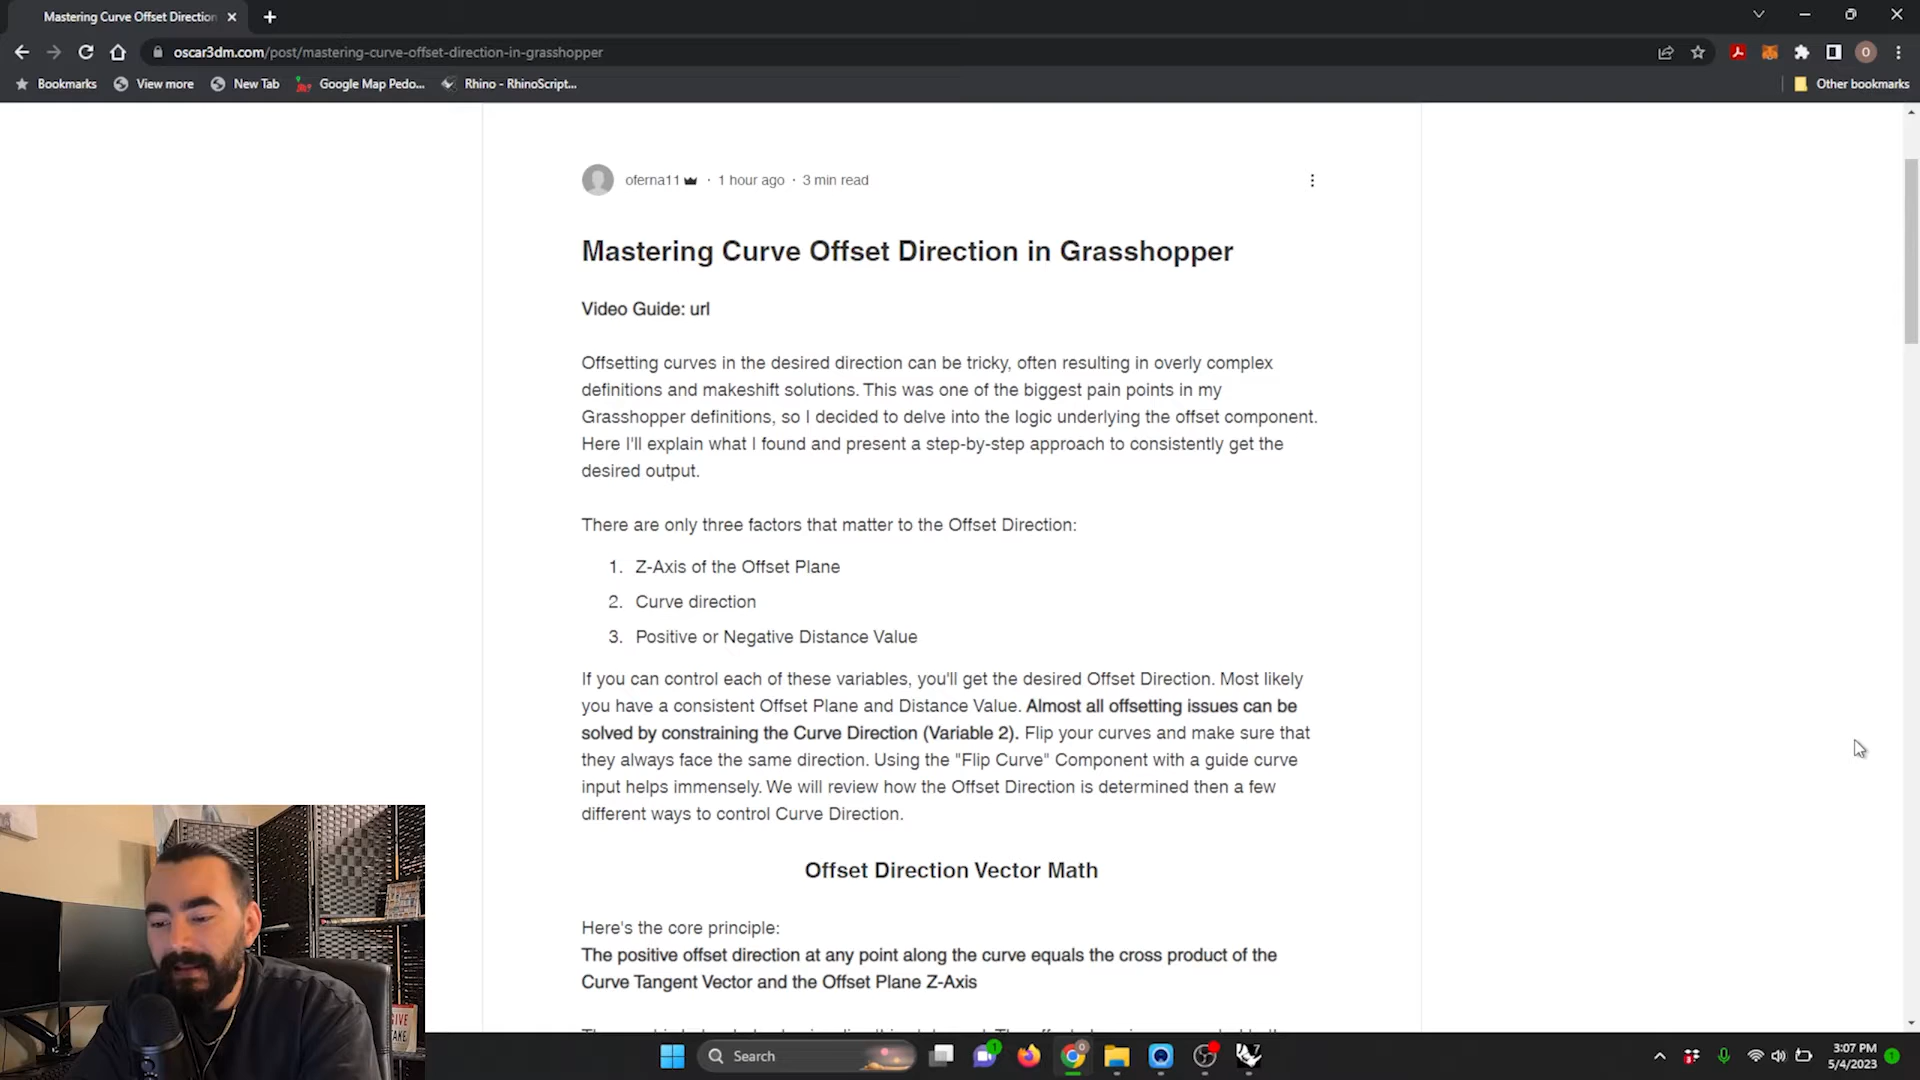 Mastering Curve Offset Direction
oscar3dm.com/post/mastering-curve-offset-direction-in-grasshopper
O
Bookmarks
View more
New Tab
Google Map Pedo...
Rhino - RhinoScript...
Other bookmarks
oferna11 · 1 hour ago · 3 min read
Mastering Curve Offset Direction in Grasshopper
Video Guide: url
Offsetting curves in the desired direction can be tricky, often resulting in overly complex
definitions and makeshift solutions. This was one of the biggest pain points in my
Grasshopper definitions, so I decided to delve into the logic underlying the offset component.
Here I'll explain what I found and present a step-by-step approach to consistently get the
desired output.
There are only three factors that matter to the Offset Direction:
1. Z-Axis of the Offset Plane
2. Curve direction
3. Positive or Negative Distance Value
If you can control each of these variables, you'll get the desired Offset Direction. Most likely
you have a consistent Offset Plane and Distance Value. Almost all offsetting issues can be
solved by constraining the Curve Direction (Variable 2). Flip your curves and make sure that
they always face the same direction. Using the "Flip Curve" Component with a guide curve
input helps immensely. We will review how the Offset Direction is determined then a few
different ways to control Curve Direction.
Offset Direction Vector Math
Here's the core principle:
The positive offset direction at any point along the curve equals the cross product of the
Curve Tangent Vector and the Offset Plane Z-Axis
GIVE
TAKE
Search
1
7
3:07 PM
5/4/2023
1